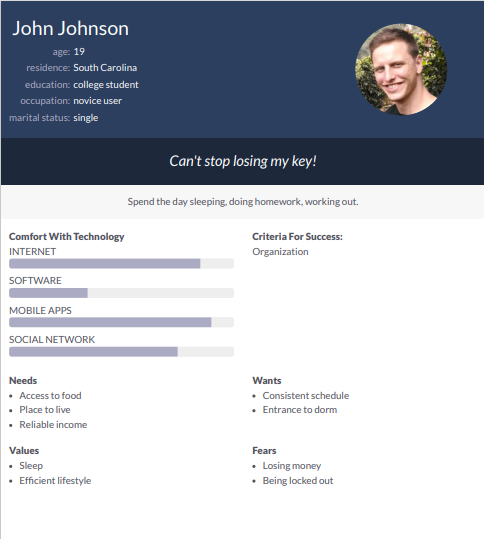 John Johnson
age: 19
residence: South Carolina
education: college student
occupation: novice user
marital status: single
Can't stop losing my key!
Spend the day sleeping, doing homework, working out.
Comfort With Technology
INTERNET
SOFTWARE
MOBILE APPS
SOCIAL NETWORK
Criteria For Success:
Organization
Needs
• Access to food
• Place to live
• Reliable income
Wants
• Consistent schedule
• Entrance to dorm
Values
• Sleep
• Efficient lifestyle
Fears
• Losing money
• Being locked out